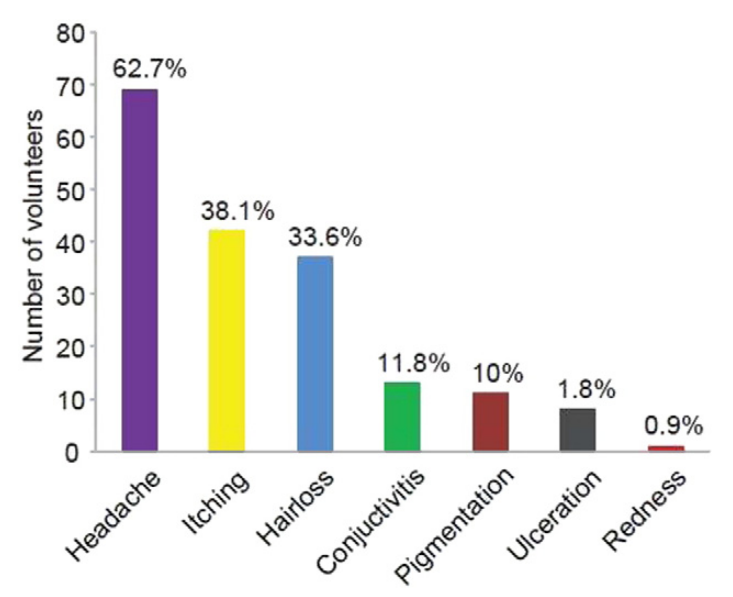 Number of volunteers
80
70
60
50
40
30
20
10
0
62.7%
38.1%
33.6%
11.8%
10%
1.8%
0.9%
Headache
Itching
Hairloss
Conjuctivitis
Pigmentation
Ulceration
Redness